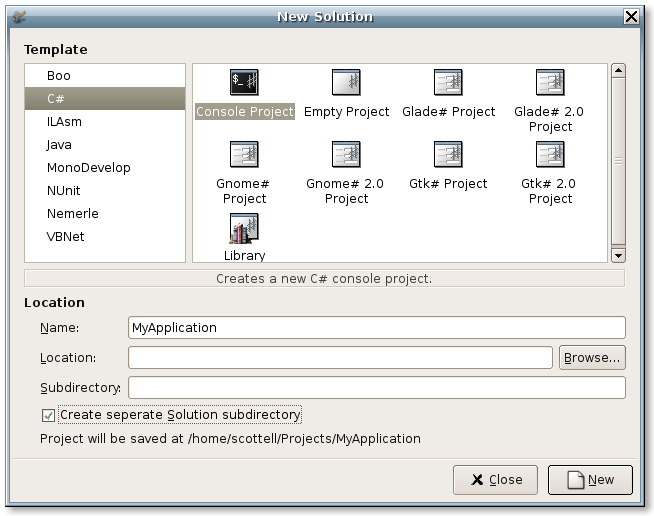 New Solution
Template
Boo
C#
ILAsm
Java
MonoDevelop
NUnit
Nemerle
VBNet
Console Project
Empty Project
Glade# Project
Glade# 2.0
Project
Gnome#
Project
Gnome# 2.0
Project
Gtk# Project
Gtk# 2.0
Project
Library
Creates a new C# console project.
Location
Name: MyApplication
Location: Browse...
Subdirectory:
Create seperate Solution subdirectory
Project will be saved at /home/scottell/Projects/MyApplication
Close New